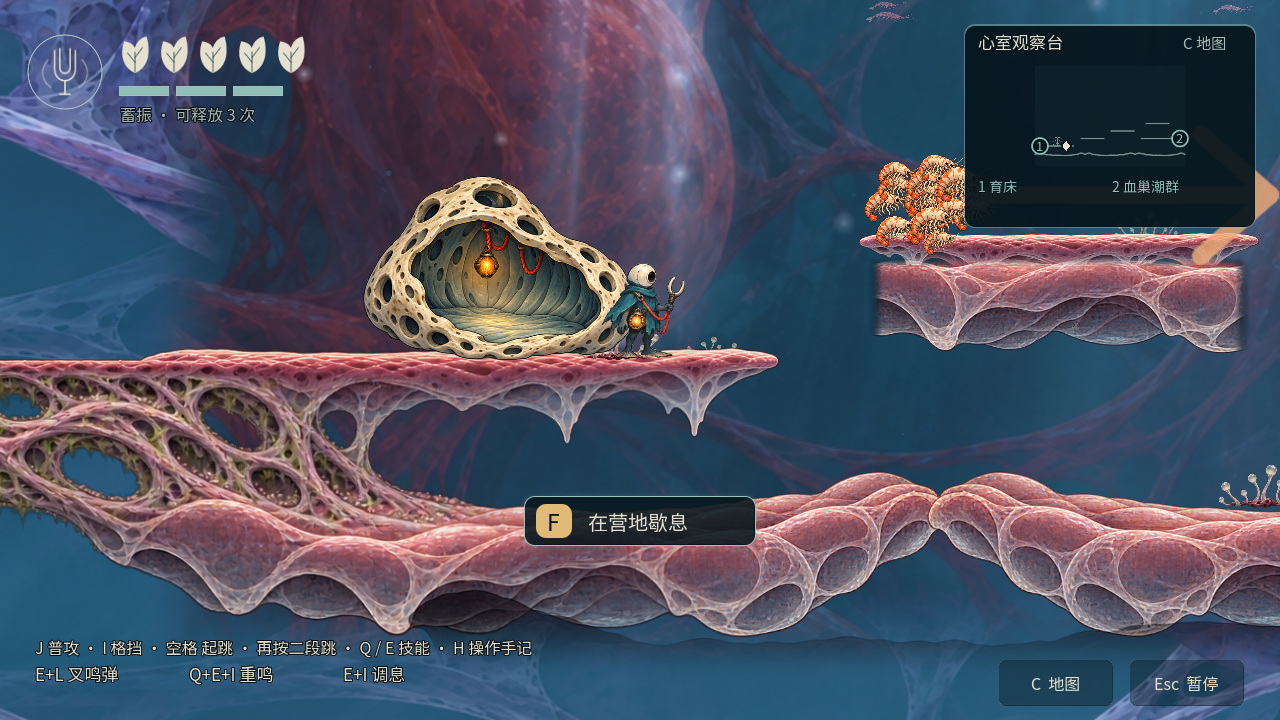 蓄振 · 可释放 3 次
心室观察台
C 地图
1
2
1 育床
2 血巢潮群
F 在营地歇息
J 普攻 · I 格挡 · 空格 起跳 · 再按二段跳 · Q / E 技能 · H 操作手记
E+L 叉鸣弹
Q+E+I 重鸣
E+I 调息
C 地图
Esc 暂停